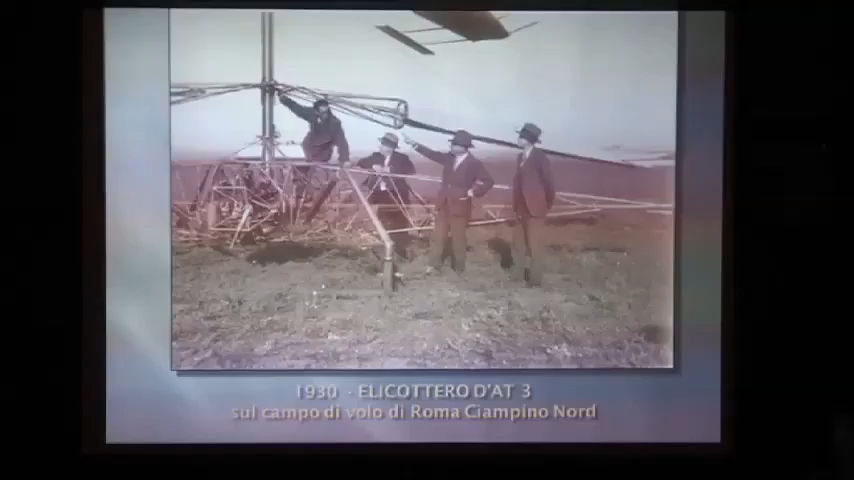 1930 - ELICOTTERO D'AT 3
sul campo di volo di Roma Ciampino Nord